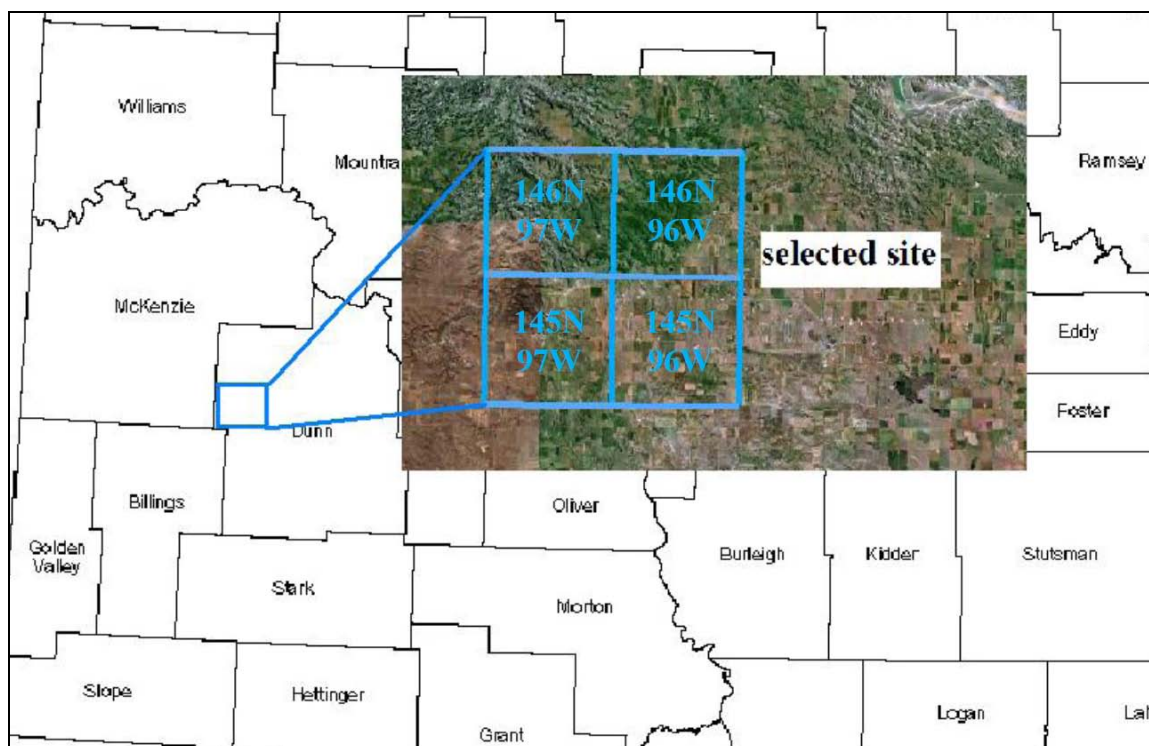 Williams
Mountra
Ramsey
146N 146N
97W 96W
selected site
McKenzie
145N 145N
97W 96W
Eddy
Foster
Dunn
Billings
Oliver
Golden
Valley
Burleigh
Kidder
Stutsman
Stark
Morton
Slope
Hettinger
Logan
Grant